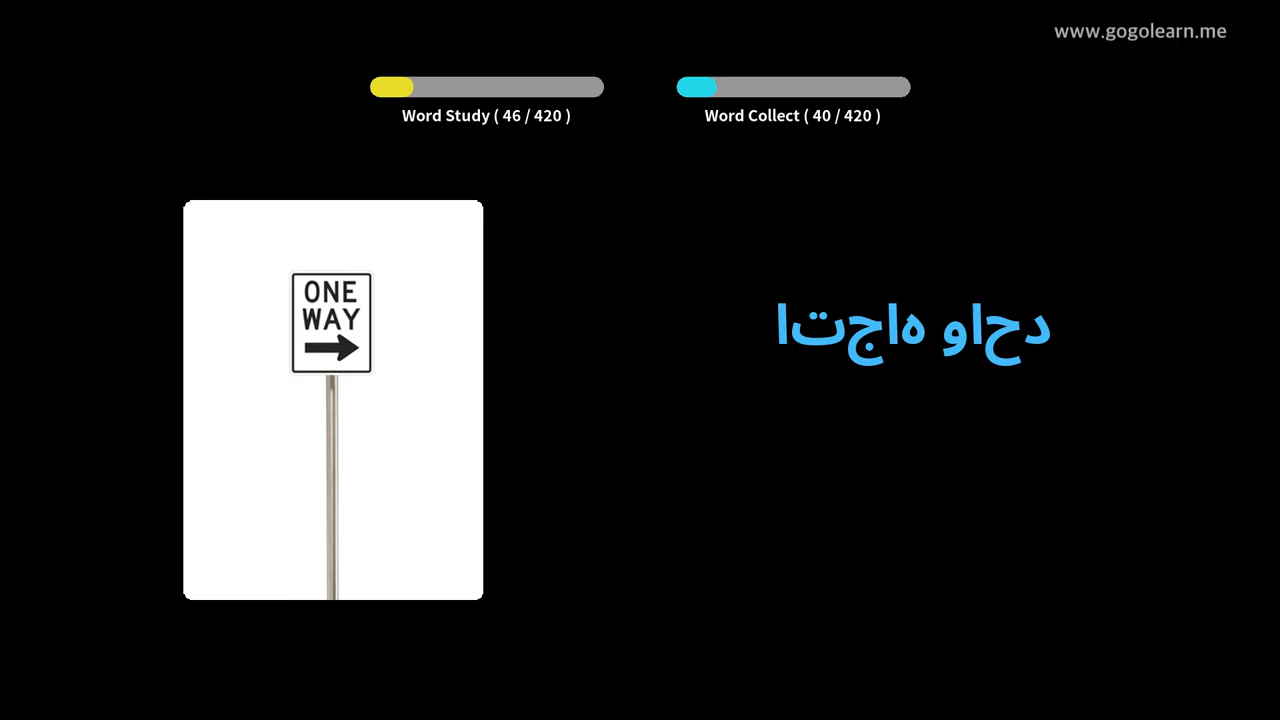 www.gogolearn.me
Word Study ( 46 / 420 )
Word Collect ( 40 / 420 )
ONE
WAY
دحاو هاجتا